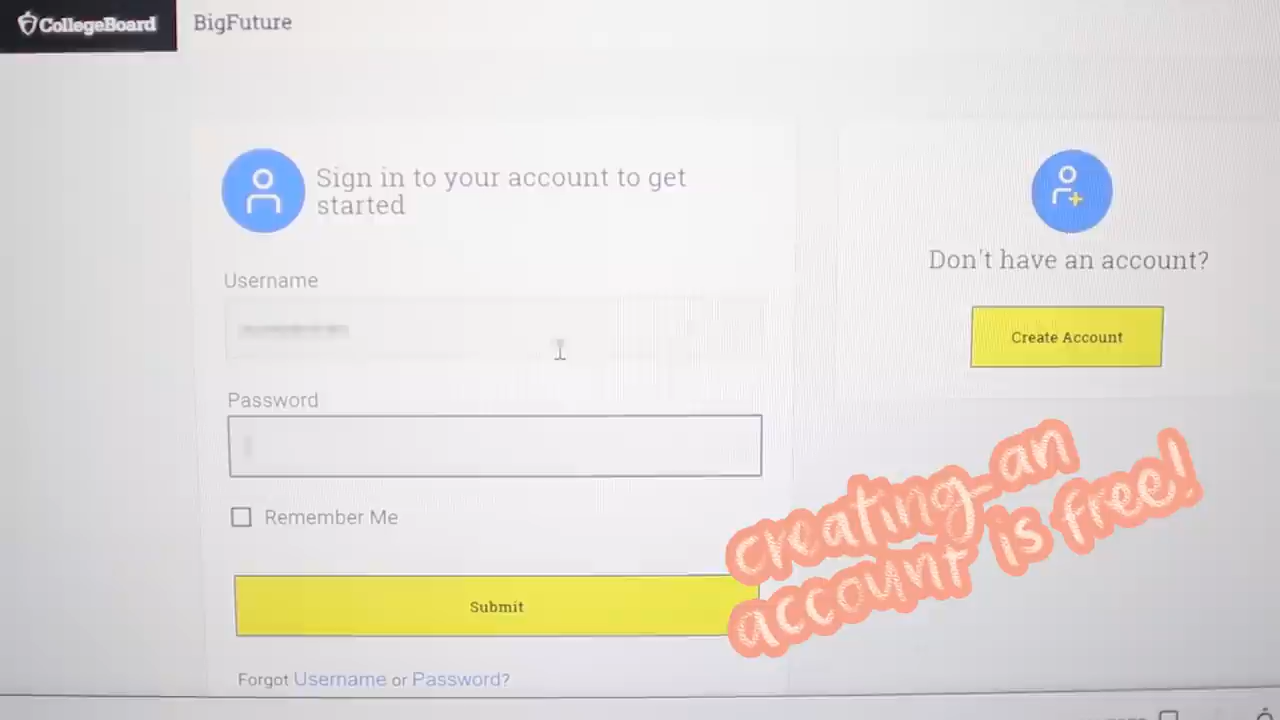 CollegeBoard
BigFuture
Sign in to your account to get
started
Username
Password
Remember Me
Submit
Forgot Username or Password?
Don't have an account?
Create Account
creating an
account is free!